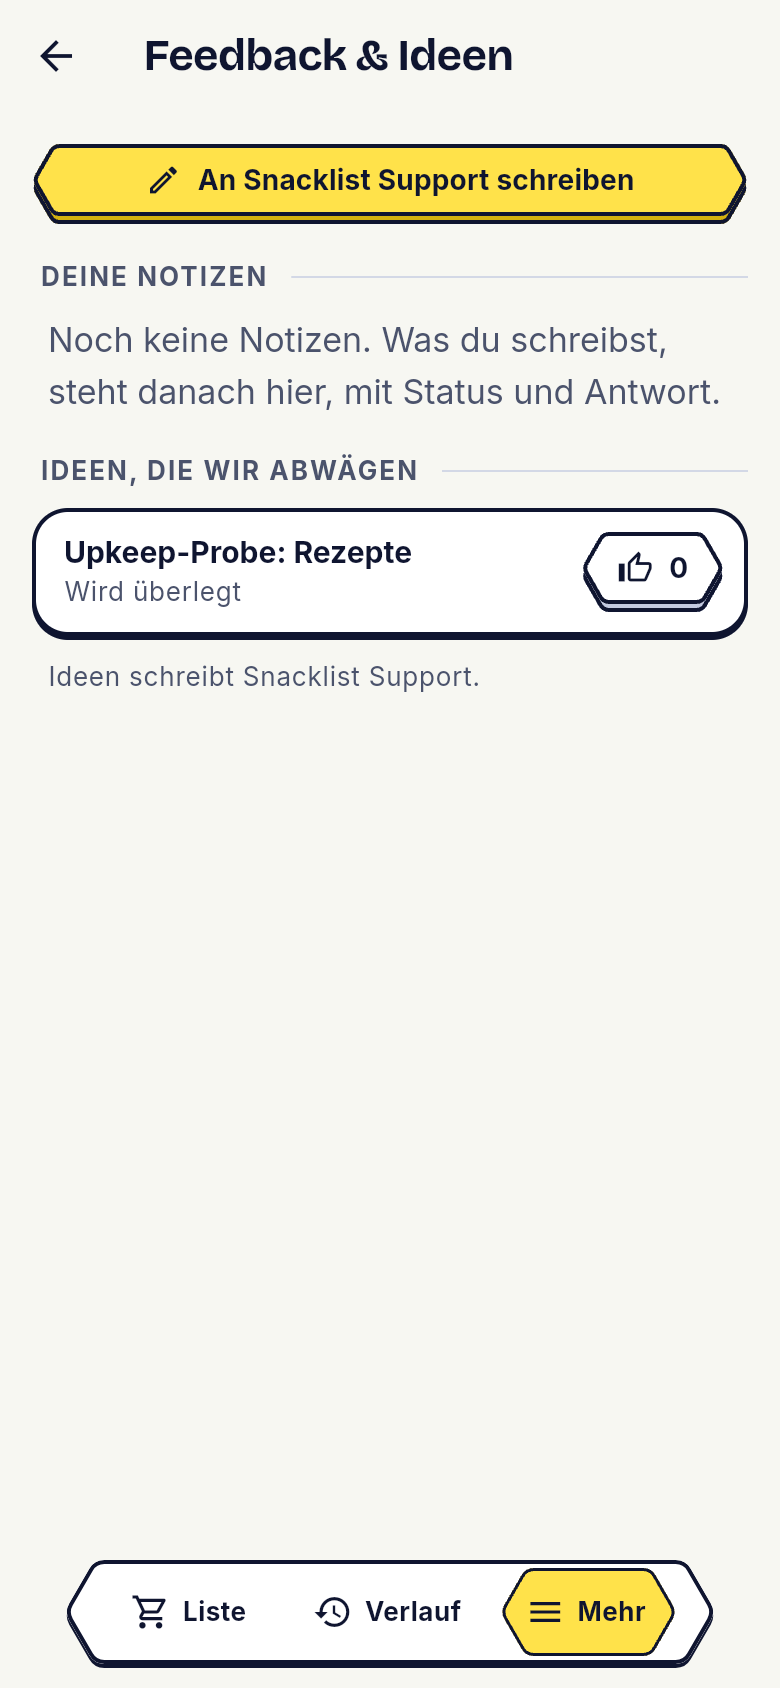 Feedback & Ideen
An Snacklist Support schreiben
DEINE NOTIZEN
Noch keine Notizen. Was du schreibst,
steht danach hier, mit Status und Antwort.
IDEEN, DIE WIR ABWÄGEN
Upkeep-Probe: Rezepte
Wird überlegt
0
Ideen schreibt Snacklist Support.
Liste
Verlauf
Mehr